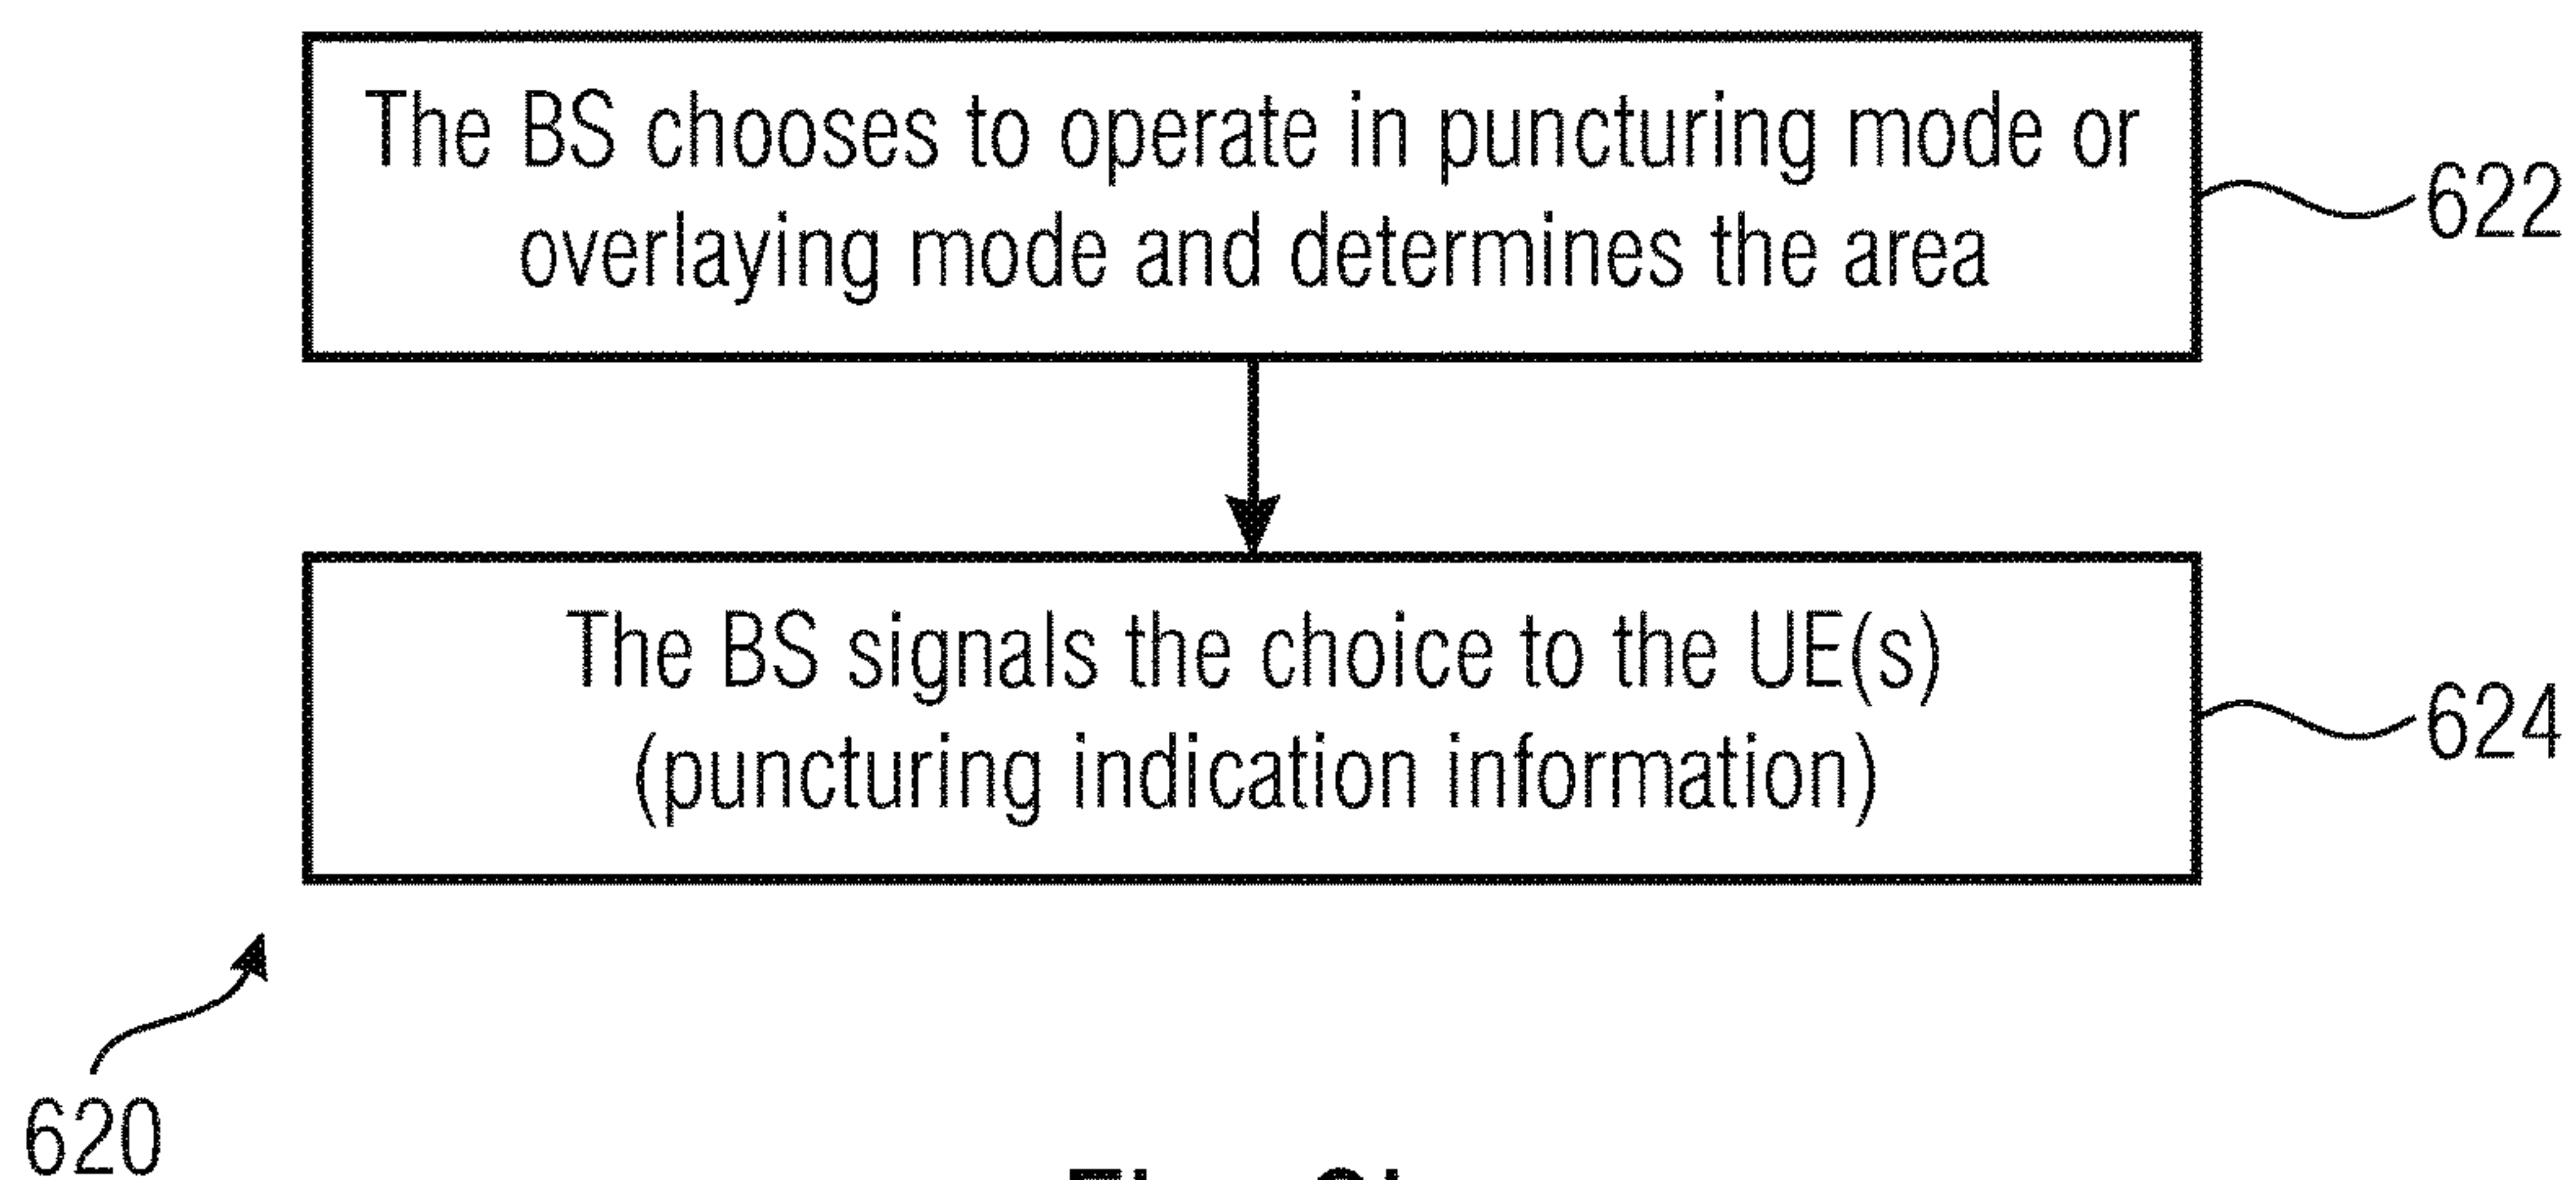 The BS chooses to operate in puncturing mode or
overlaying mode and determines the area
622
The BS signals the choice to the UE(s)
(puncturing indication information)
624
620